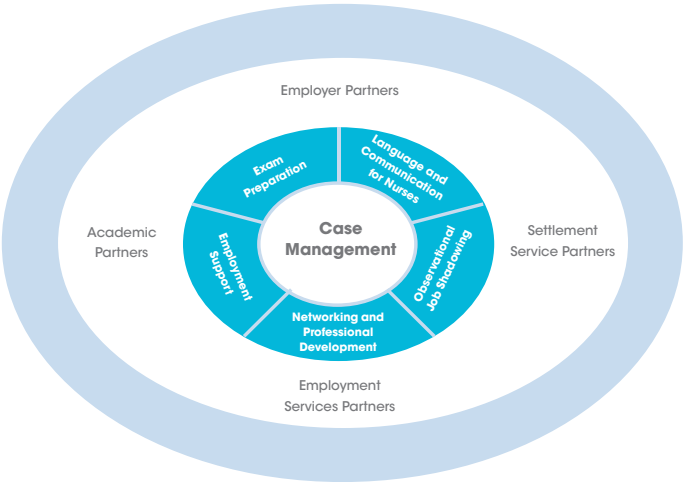 Employer Partners
Exam
Preparation
Language and
Communication
for Nurses
Academic
Partners
Case
Management
Settlement
Service Partners
Employment
Support
Observational
Job Shadowing
Networking and
Professional
Development
Employment
Services Partners